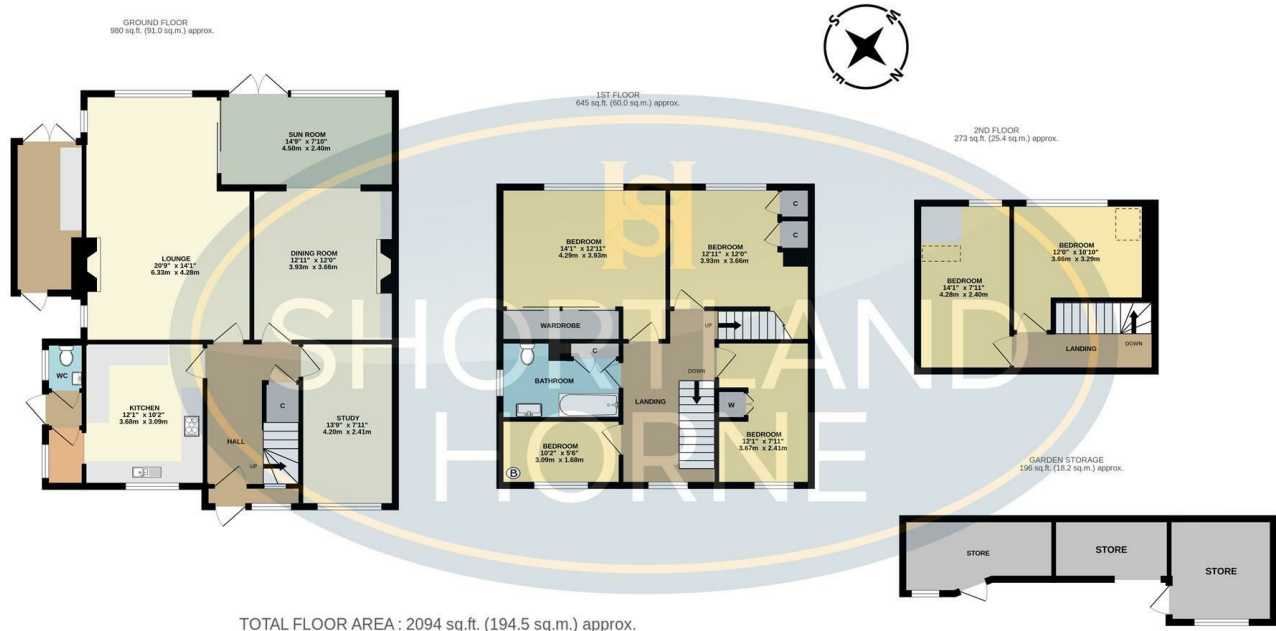 GROUND FLOOR
980 sq.ft. (91.0 sq.m.) approx.
SUN ROOM
14'9" x 7'10"
4.50m x 2.40m
LOUNGE
20'9" x 14'1"
6.33m x 4.28m
DINING ROOM
12'11" x 12'0"
3.93m x 3.66m
WC
KITCHEN
12'1" x 10'2"
3.68m x 3.09m
HALL
C
UP
STUDY
13'9" x 7'11"
4.20m x 2.41m
1ST FLOOR
645 sq.ft. (60.0 sq.m.) approx.
BEDROOM
14'1" x 12'11"
4.29m x 3.93m
BEDROOM
12'11" x 12'0"
3.93m x 3.66m
C
C
WARDROBE
UP
C
BATHROOM
DOWN
LANDING
W
BEDROOM
10'2" x 5'6"
3.09m x 1.68m
B
BEDROOM
12'1" x 7'11"
3.67m x 2.41m
S
W
E
N
2ND FLOOR
273 sq.ft. (25.4 sq.m.) approx.
BEDROOM
12'0" x 10'10"
3.66m x 3.29m
BEDROOM
14'1" x 7'11"
4.28m x 2.40m
LANDING
DOWN
GARDEN STORAGE
196 sq.ft. (18.2 sq.m.) approx.
STORE
STORE
STORE
SH
SHORTLAND
HORNE
TOTAL FLOOR AREA : 2094 sq.ft. (194.5 sq.m.) approx.